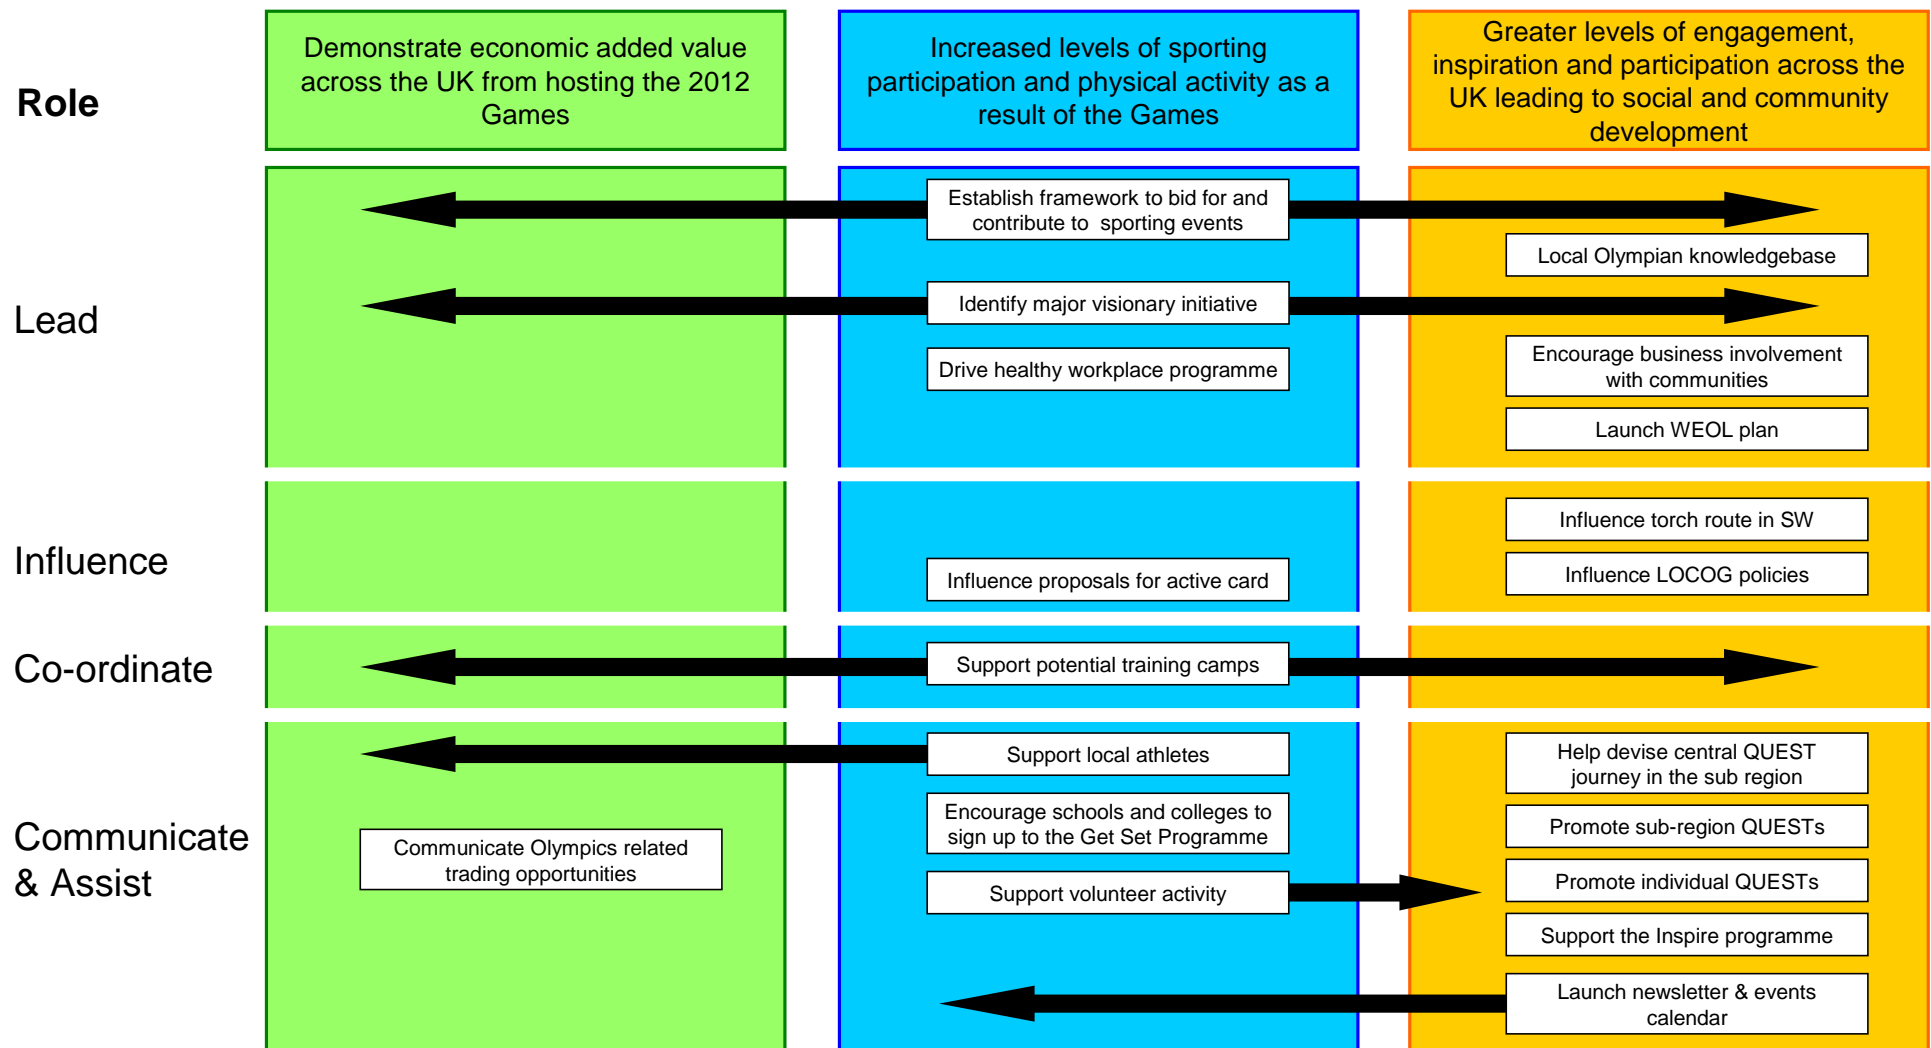 Role
Demonstrate economic added value
across the UK from hosting the 2012
Games
Increased levels of sporting
participation and physical activity as a
result of the Games
Greater levels of engagement,
inspiration and participation across the
UK leading to social and community
development
Lead
Establish framework to bid for and
contribute to  sporting events
Local Olympian knowledgebase
Identify major visionary initiative
Drive healthy workplace programme
Encourage business involvement
with communities
Launch WEOL plan
Influence
Influence torch route in SW
Influence proposals for active card
Influence LOCOG policies
Co-ordinate
Support potential training camps
Communicate
& Assist
Communicate Olympics related
trading opportunities
Support local athletes
Encourage schools and colleges to
sign up to the Get Set Programme
Support volunteer activity
Help devise central QUEST
journey in the sub region
Promote sub-region QUESTs
Promote individual QUESTs
Support the Inspire programme
Launch newsletter & events
calendar